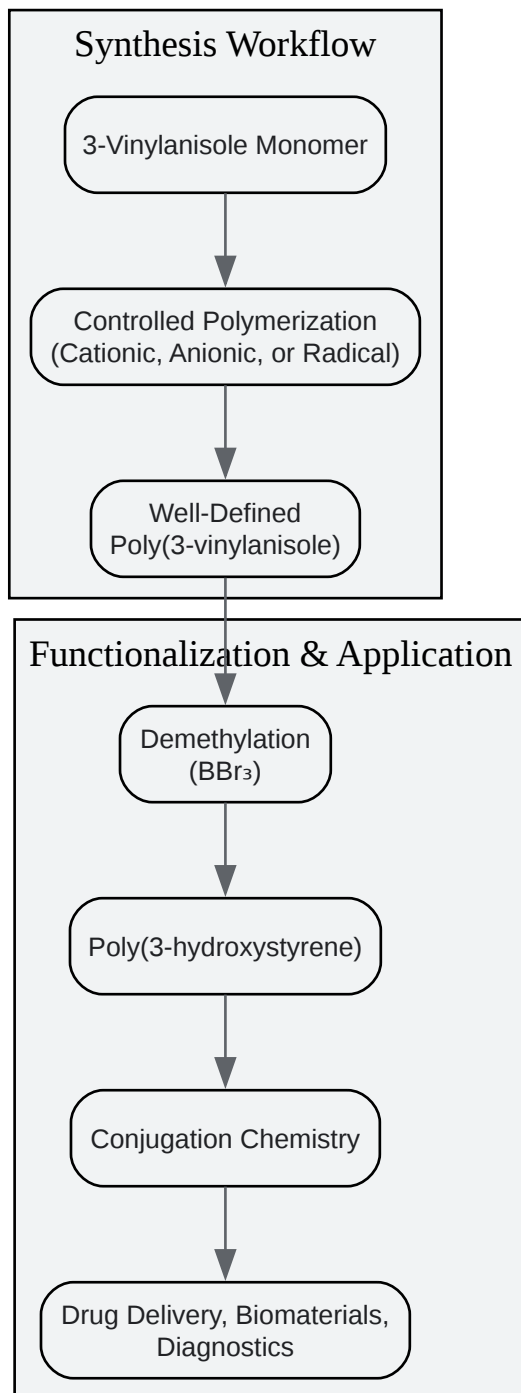 Synthesis Workflow
3-Vinylanisole Monomer
Controlled Polymerization
(Cationic, Anionic, or Radical)
Well-Defined
Poly(3-vinylanisole)
Functionalization & Application
Demethylation
(BBr₃)
Poly(3-hydroxystyrene)
Conjugation Chemistry
Drug Delivery, Biomaterials,
Diagnostics